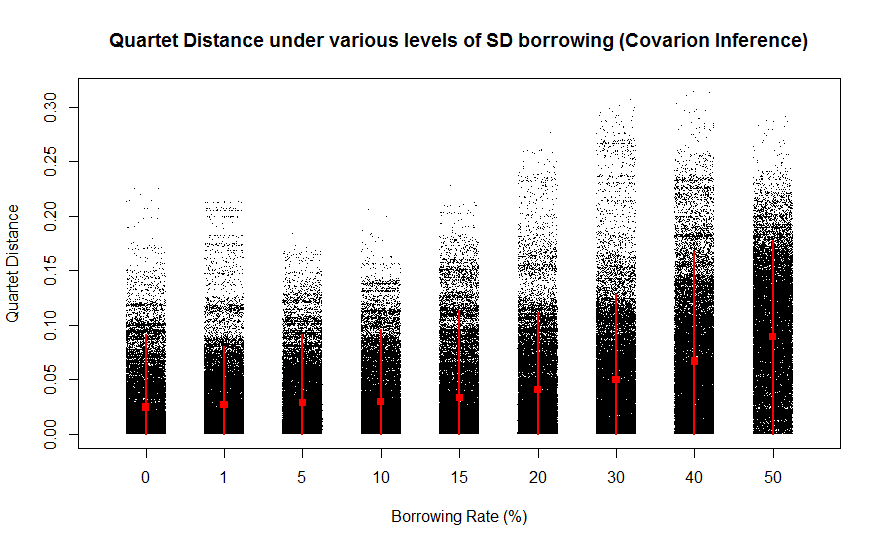 Quartet Distance under various levels of SD borrowing (Covarion Inference)
Quartet Distance
0.30
0.25
0.20
0.15
0.10
0.05
0.00
0 1 5 10 15 20 30 40 50
Borrowing Rate (%)